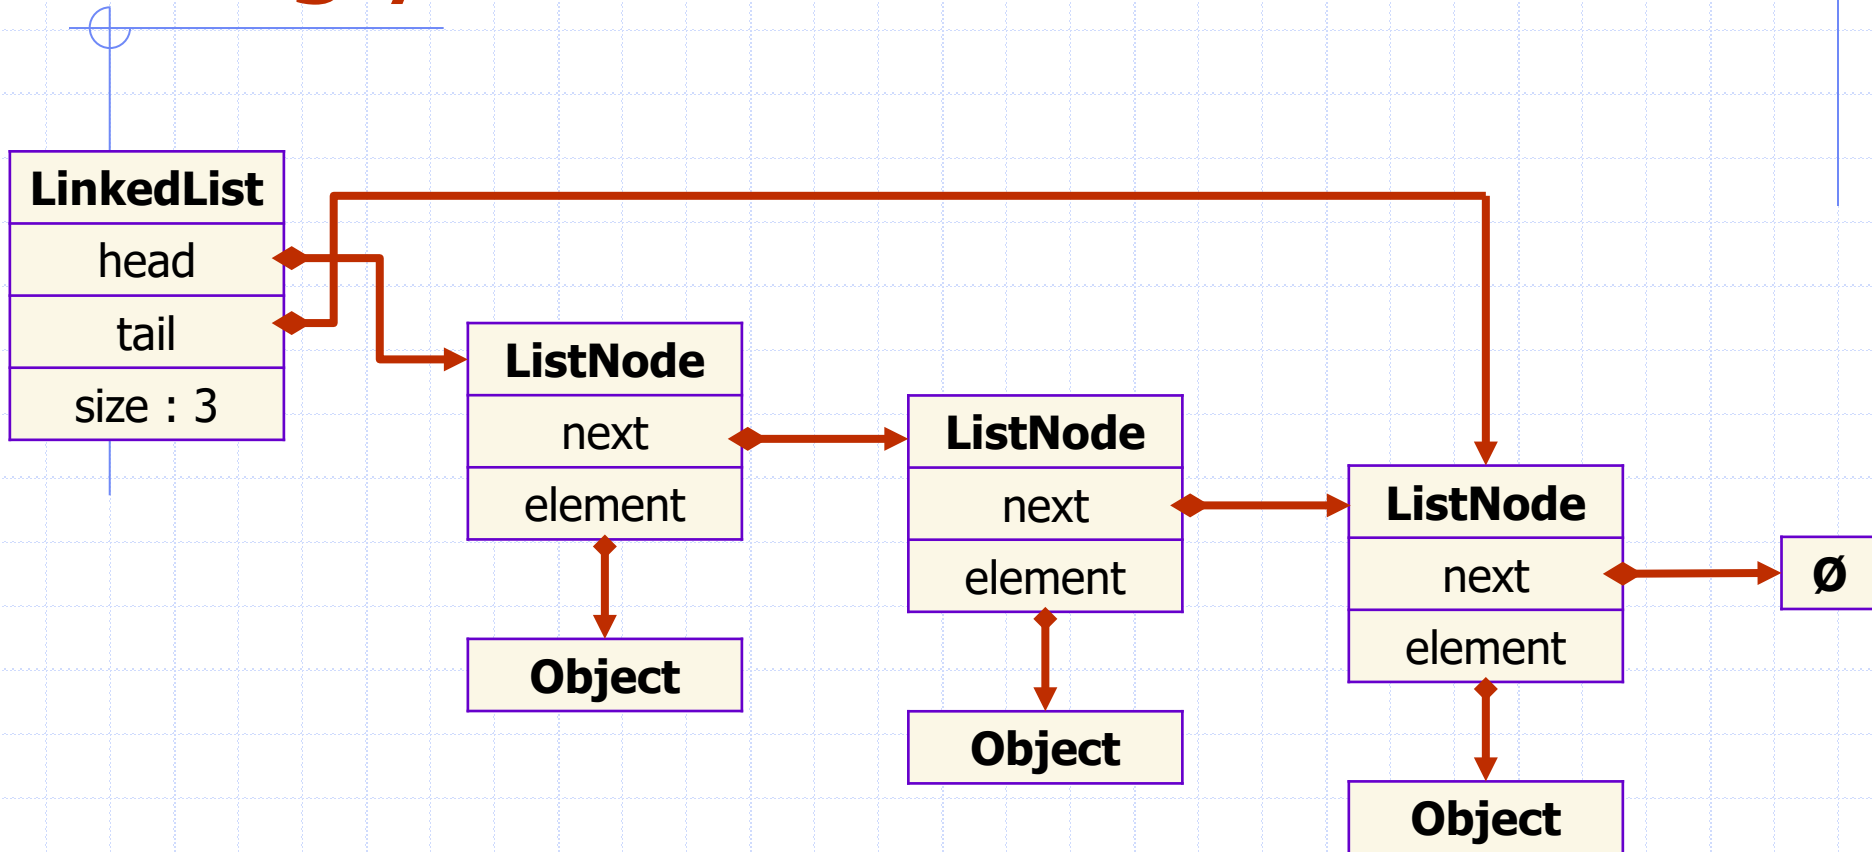 LinkedList
head
tail
size : 3
ListNode
next
element
Object
ListNode
next
element
Object
ListNode
next
element
Object
Ø